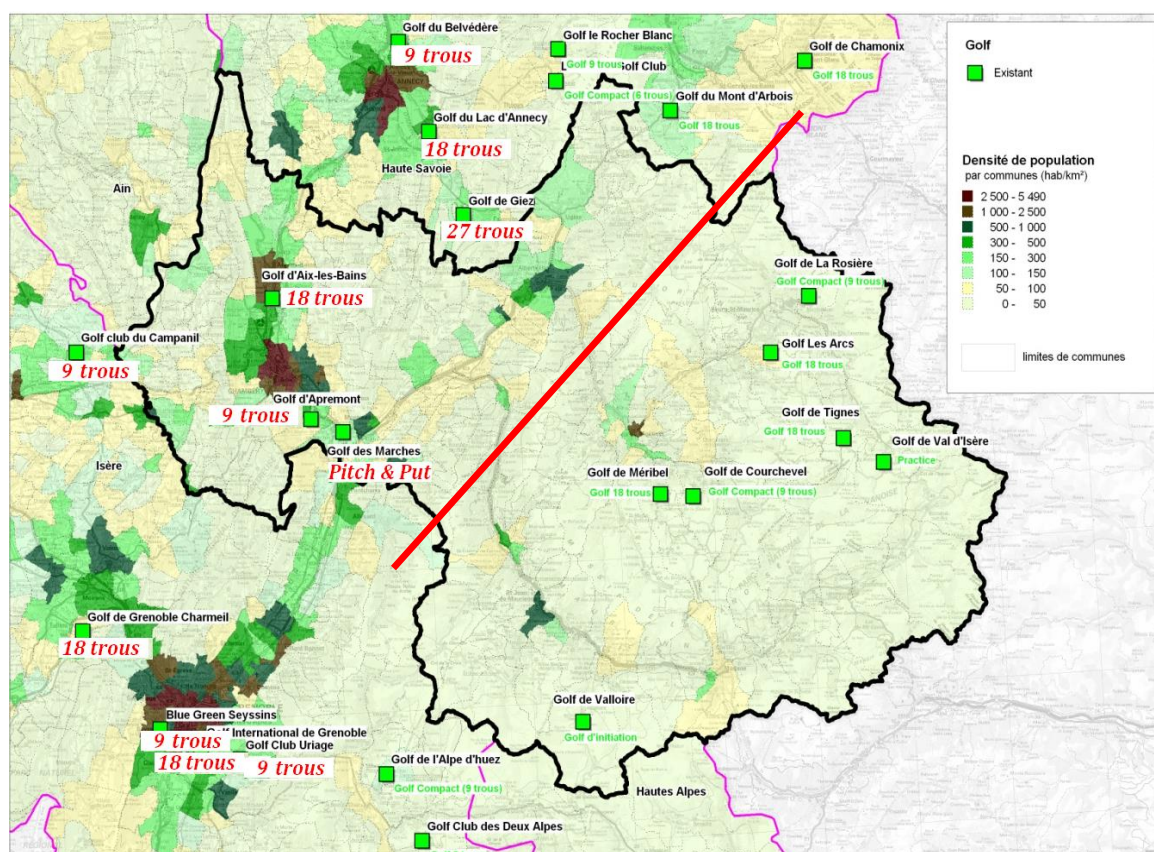 Golf du Belvédère
9 trous
Golf le Rocher Blanc
Golf 9 trous
Golf Club
Golf Compact (6 trous)
Golf de Chamonix
Golf 18 trous
Golf du Mont d'Arbois
Golf 18 trous
Golf du Lac d'Annecy
18 trous
Haute Savoie
Ain
Golf de Giez
27 trous
Golf d'Aix-les-Bains
18 trous
Golf de La Rosière
Golf Compact (9 trous)
Golf club du Campanil
9 trous
Golf Les Arcs
Golf 18 trous
Golf d'Apremont
9 trous
Golf des Marches
Pitch & Put
Golf de Tignes
Golf 18 trous
Golf de Val d'Isère
Practice
Isère
Golf de Méribel
Golf 18 trous
Golf de Courchevel
Golf Compact (9 trous)
Golf de Grenoble Charmeil
18 trous
Blue Green Seyssins
9 trous
International de Grenoble
18 trous
Golf Club Uriage
9 trous
Golf de Valloire
Golf d'initiation
Golf de l'Alpe d'huez
Golf Compact (9 trous)
Hautes Alpes
Golf Club des Deux Alpes
Golf
Existant
Densité de population
par communes (hab/km²)
2 500 - 5 490
1 000 - 2 500
500 - 1 000
300 - 500
150 - 300
100 - 150
50 - 100
0 - 50
limites de communes